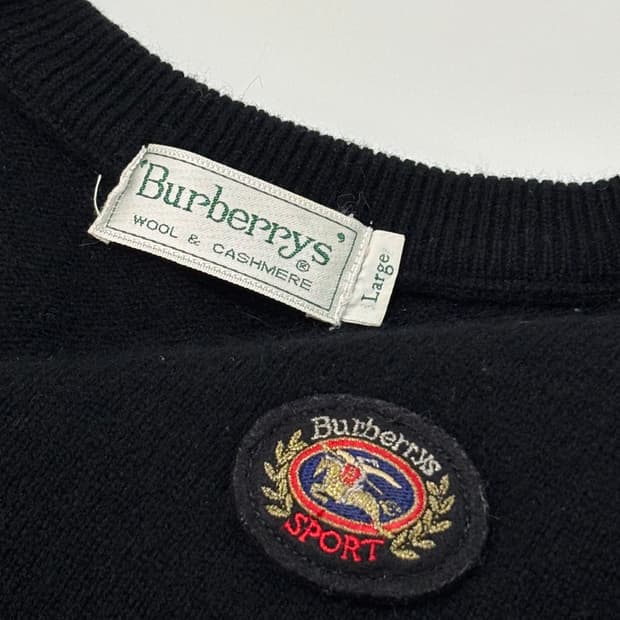 'Burberrys'®
WOOL & CASHMERE
Large
Burberrys
SPORT